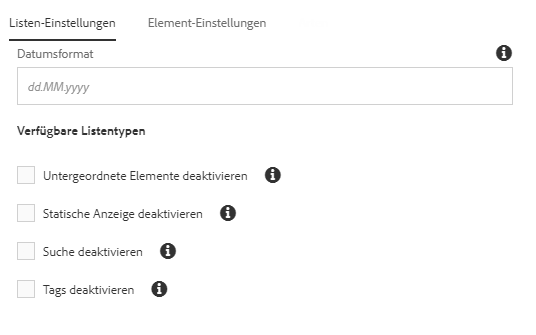 Listen-Einstellungen Element-Einstellungen
Datumsformat
dd.MM.yyyy
Verfügbare Listentypen
Untergeordnete Elemente deaktivieren
Statische Anzeige deaktivieren
Suche deaktivieren
Tags deaktivieren